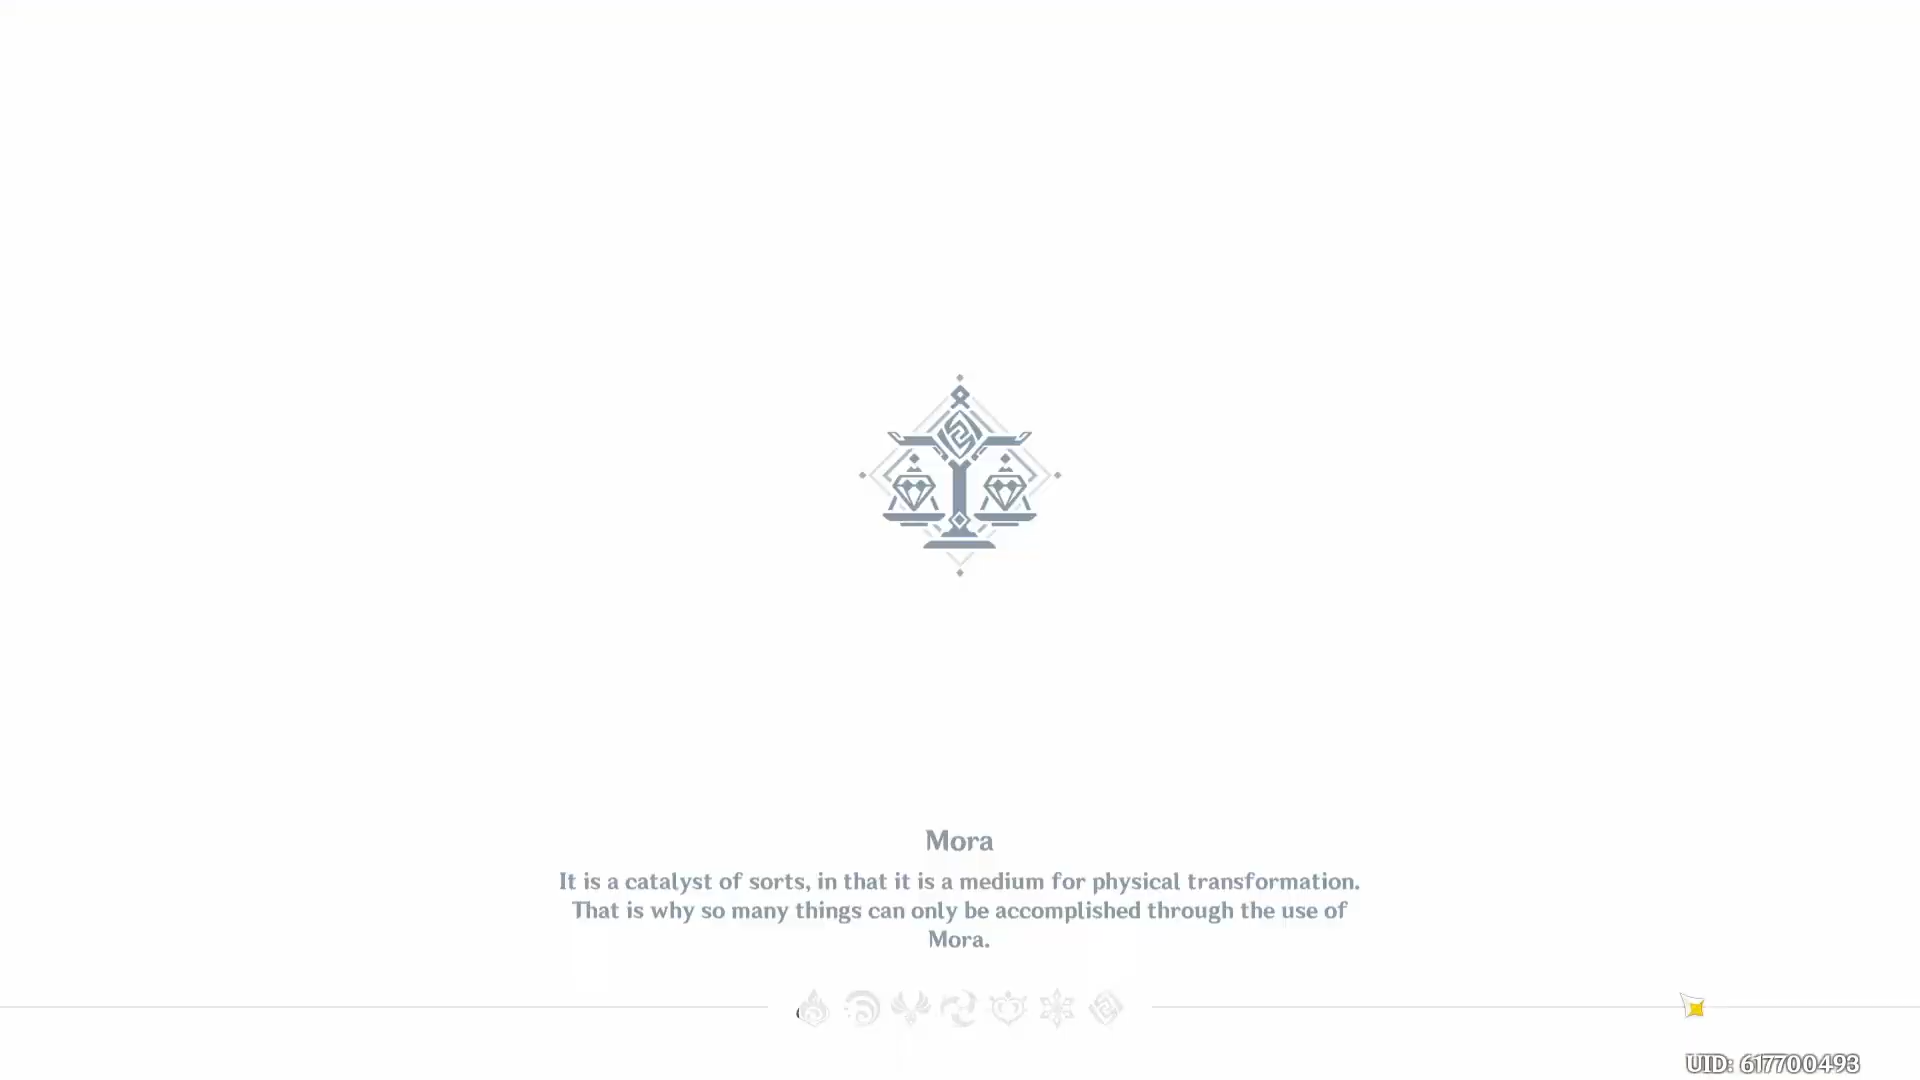 Mora
It is a catalyst of sorts, in that it is a medium for physical transformation.
That is why so many things can only be accomplished through the use of
Mora.
UID: 617700493